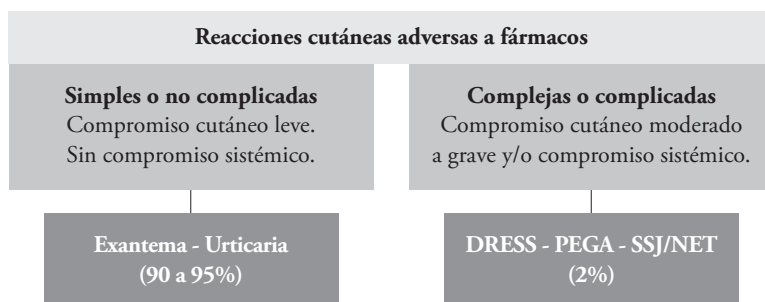 Reacciones cutáneas adversas a fármacos
Simples o no complicadas
Compromiso cutáneo leve.
Sin compromiso sistémico.
Complejas o complicadas
Compromiso cutáneo moderado
a grave y/o compromiso sistémico.
Exantema - Urticaria
(90 a 95%)
DRESS - PEGA - SSJ/NET
(2%)